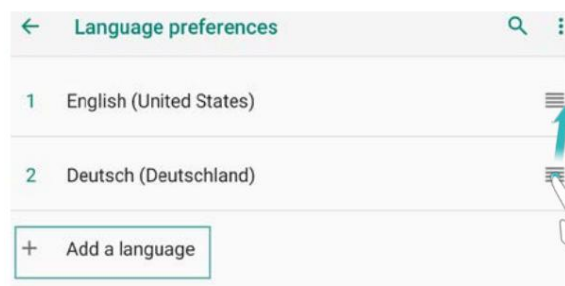 Language preferences
1 English (United States)
2 Deutsch (Deutschland)
+ Add a language